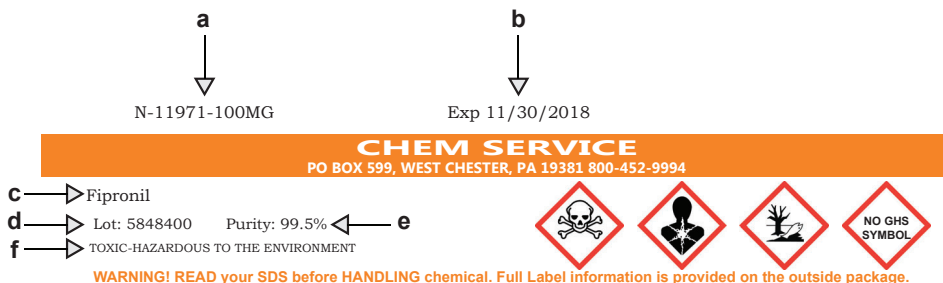 a b
N-11971-100MG Exp 11/30/2018
CHEM SERVICE
PO BOX 599, WEST CHESTER, PA 19381 800-452-9994
c Fipronil
d Lot: 5848400 Purity: 99.5% e
f TOXIC-HAZARDOUS TO THE ENVIRONMENT
NO GHS
SYMBOL
WARNING! READ your SDS before HANDLING chemical. Full Label information is provided on the outside package.